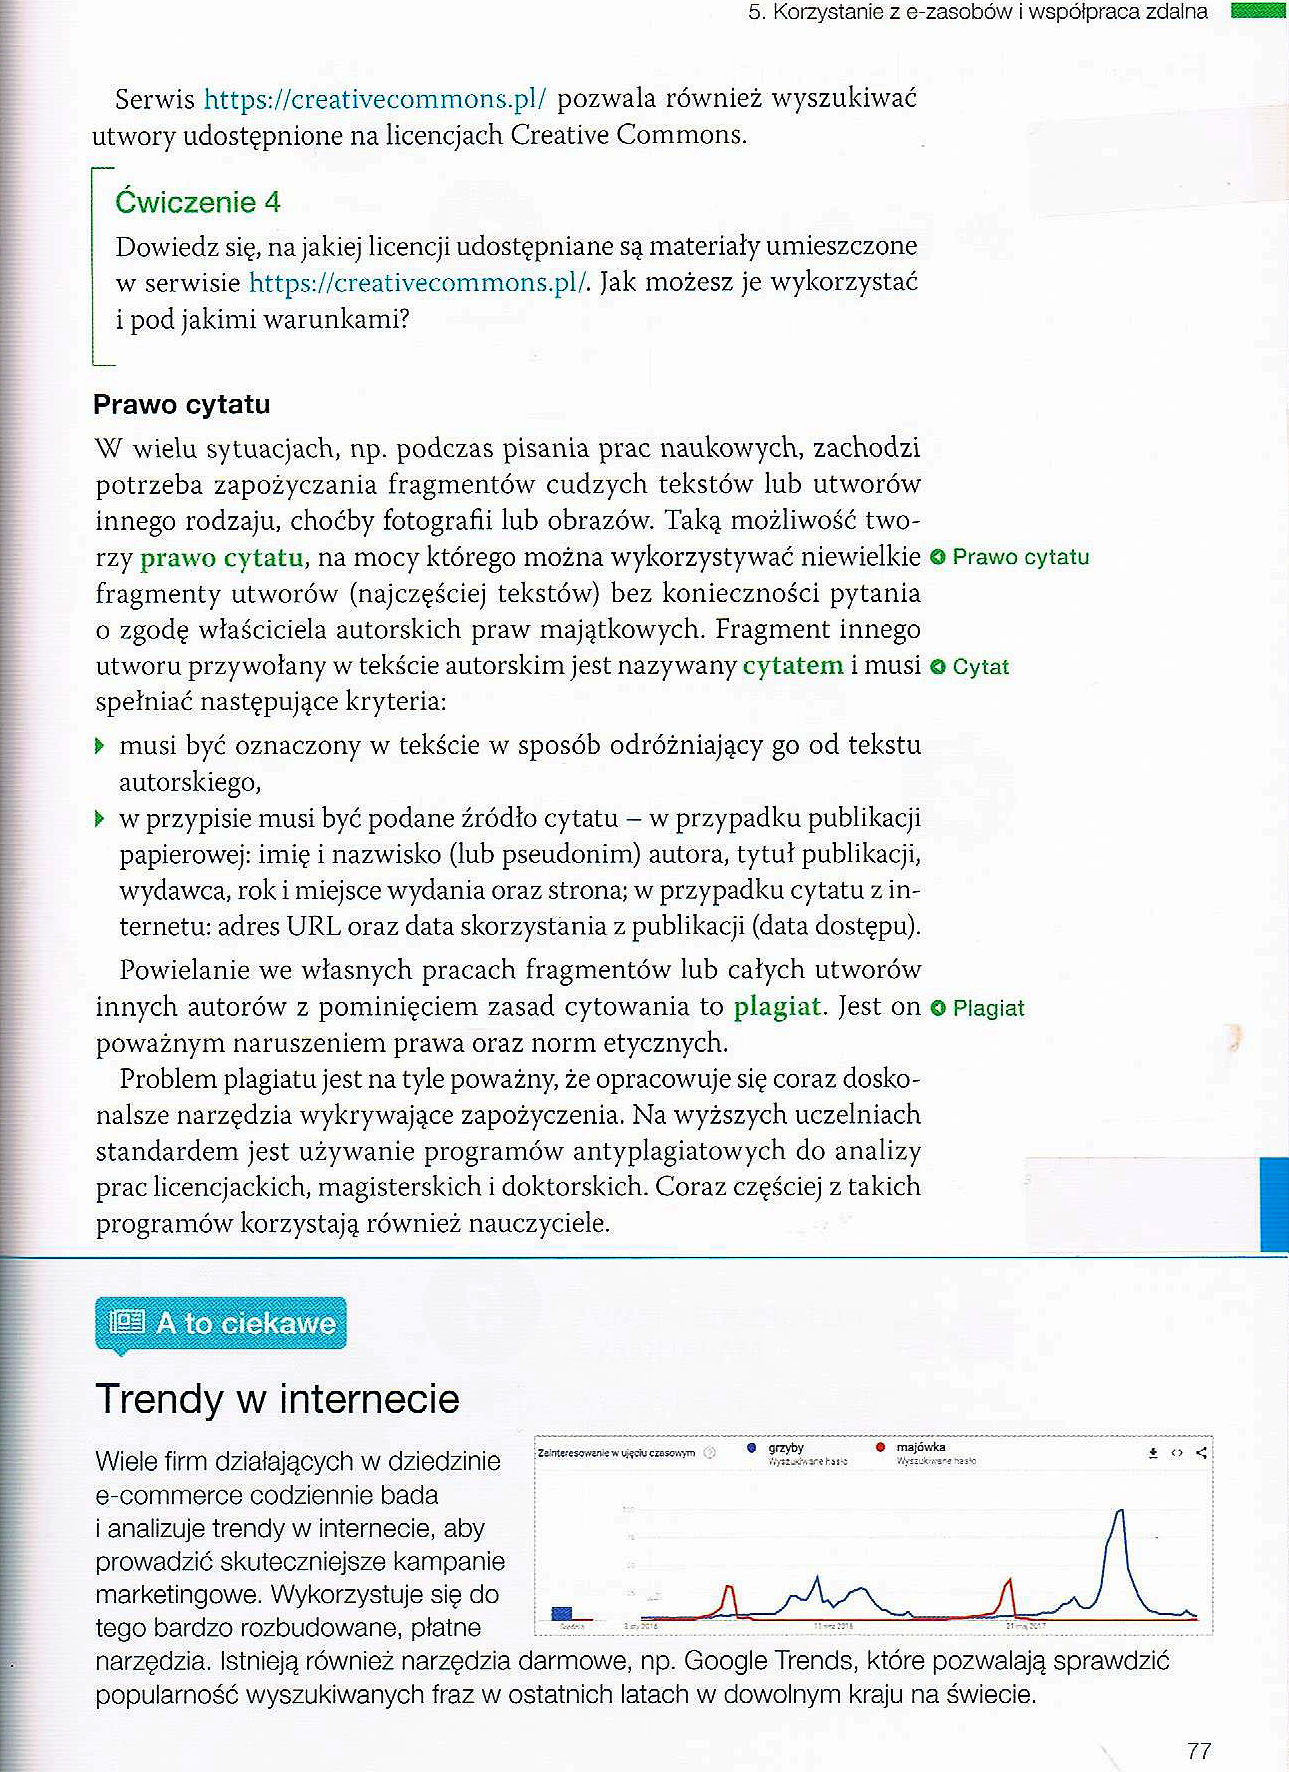 5. Korzystanie z e-zasobów i współpraca zdalna
Serwis https://creativecommons.pl/ pozwala również wyszukiwać
utwory udostępnione na licencjach Creative Commons.
Ćwiczenie 4
Dowiedz się, na jakiej licencji udostępniane są materiały umieszczone
w serwisie https://creativecommons.pl/. Jak możesz je wykorzystać
i pod jakimi warunkami?
Prawo cytatu
W wielu sytuacjach, np. podczas pisania prac naukowych, zachodzi
potrzeba zapożyczania fragmentów cudzych tekstów lub utworów
innego rodzaju, choćby fotografii lub obrazów. Taką możliwość two-
rzy prawo cytatu, na mocy którego można wykorzystywać niewielkie
Prawo cytatu
fragmenty utworów (najczęściej tekstów) bez konieczności pytania
o zgodę właściciela autorskich praw majątkowych. Fragment innego
utworu przywołany w tekście autorskim jest nazywany cytatem i musi
Cytat
spełniać następujące kryteria:
musi być oznaczony w tekście w sposób odróżniający go od tekstu
autorskiego,
w przypisie musi być podane źródło cytatu – w przypadku publikacji
papierowej: imię i nazwisko (lub pseudonim) autora, tytuł publikacji,
wydawca, rok i miejsce wydania oraz strona; w przypadku cytatu z in-
ternetu: adres URL oraz data skorzystania z publikacji (data dostępu).
Powielanie we własnych pracach fragmentów lub całych utworów
innych autorów z pominięciem zasad cytowania to plagiat. Jest on
Plagiat
poważnym naruszeniem prawa oraz norm etycznych.
Problem plagiatu jest na tyle poważny, że opracowuje się coraz dosko-
nalsze narzędzia wykrywające zapożyczenia. Na wyższych uczelniach
standardem jest używanie programów antyplagiatowych do analizy
prac licencjackich, magisterskich i doktorskich. Coraz częściej z takich
programów korzystają również nauczyciele.
A to ciekawe
Trendy w internecie
Wiele firm działających w dziedzinie
e-commerce codziennie bada
i analizuje trendy w internecie, aby
prowadzić skuteczniejsze kampanie
marketingowe. Wykorzystuje się do
tego bardzo rozbudowane, płatne
Zainteresowanie w ujęciu czasowym
grzyby
Wyszukiwane hasło
majówka
Wyszukiwane hasło
narzędzia. Istnieją również narzędzia darmowe, np. Google Trends, które pozwalają sprawdzić
popularność wyszukiwanych fraz w ostatnich latach w dowolnym kraju na świecie.
77